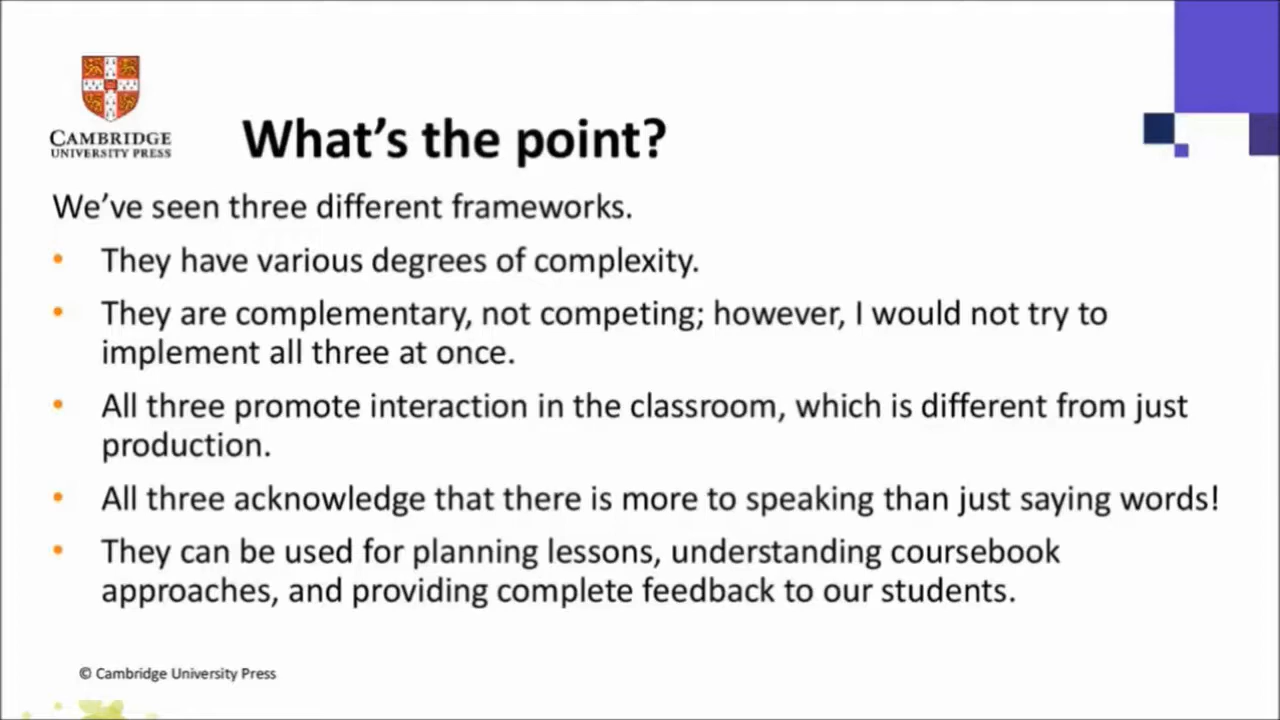 CAMBRIDGE
UNIVERSITY PRESS
What's the point?
We've seen three different frameworks.
• They have various degrees of complexity.
• They are complementary, not competing; however, I would not try to
implement all three at once.
• All three promote interaction in the classroom, which is different from just
production.
• All three acknowledge that there is more to speaking than just saying words!
• They can be used for planning lessons, understanding coursebook
approaches, and providing complete feedback to our students.
© Cambridge University Press